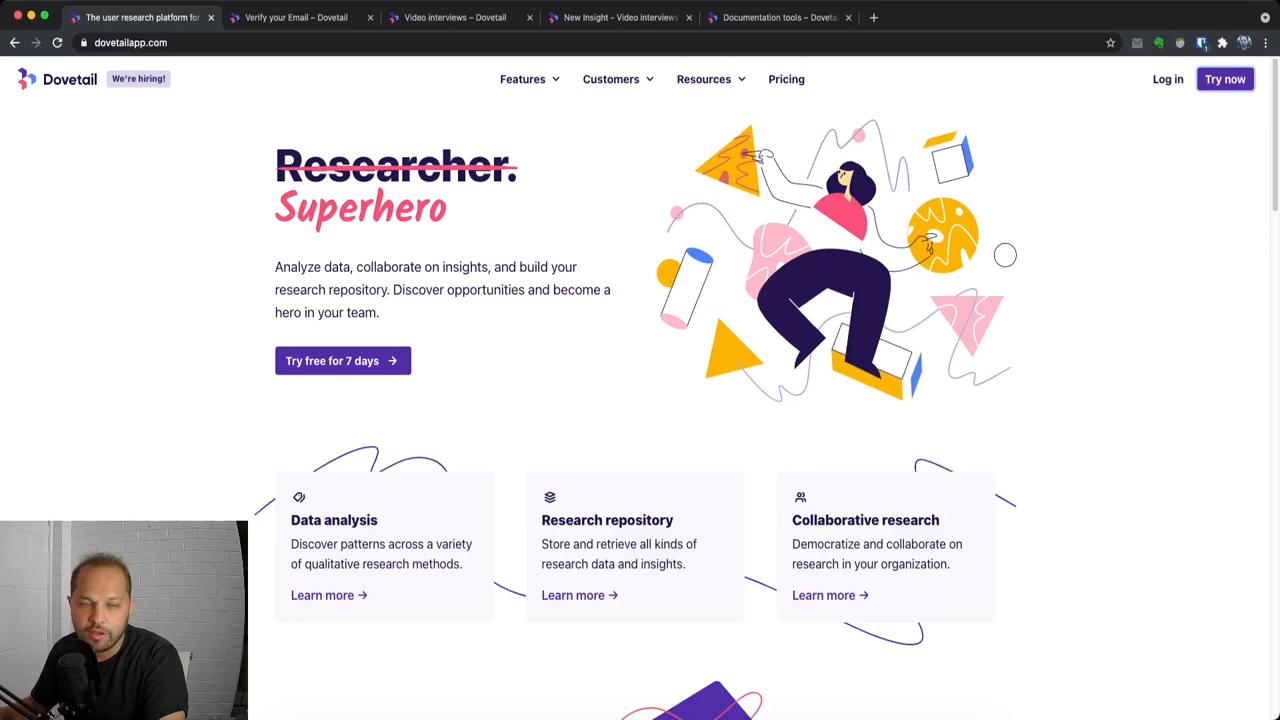 The user research platform for
Verify your Email – Dovetail
Video interviews – Dovetail
New Insight - Video interviews
Documentation tools – Doveta
dovetailapp.com
Dovetail
We're hiring!
Features
Customers
Resources
Pricing
Log in
Try now
Researcher.
Superhero
Analyze data, collaborate on insights, and build your
research repository. Discover opportunities and become a
hero in your team.
Try free for 7 days
Data analysis
Discover patterns across a variety
of qualitative research methods.
Learn more
Research repository
Store and retrieve all kinds of
research data and insights.
Learn more
Collaborative research
Democratize and collaborate on
research in your organization.
Learn more